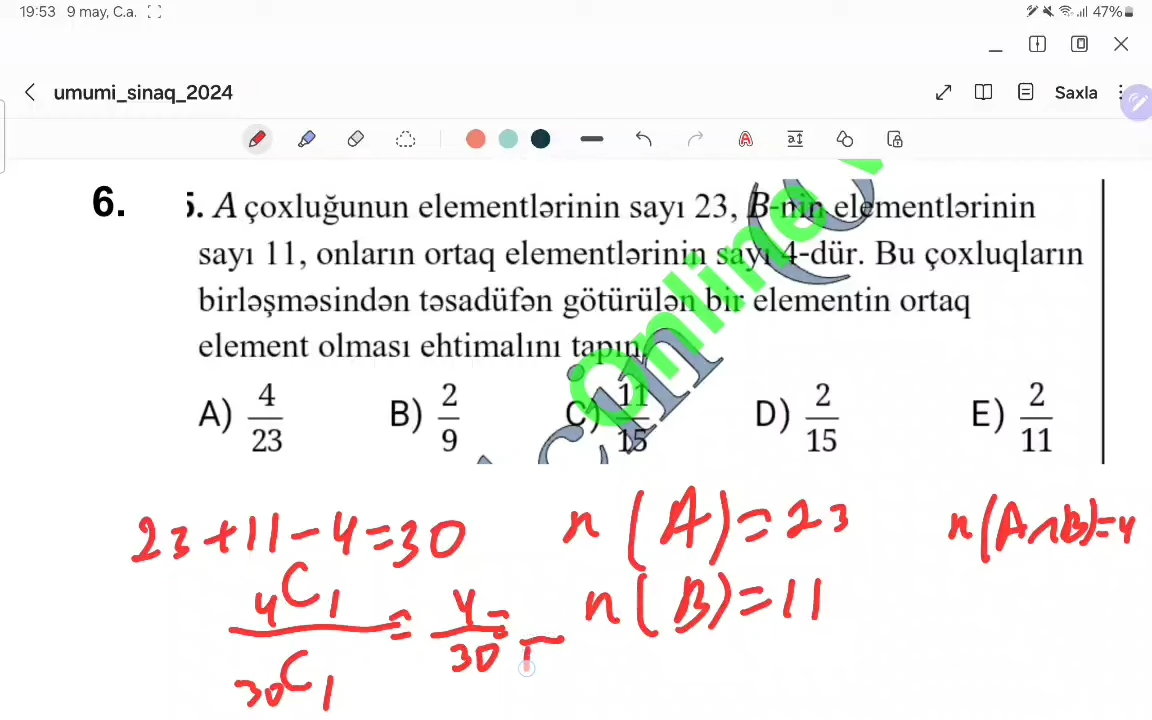 19:53 9 may, C.a. 47%
umumi_sinaq_2024 Saxla
6. 5. A çoxluğunun elementlərinin sayı 23, B-nin elementlərinin
sayı 11, onların ortaq elementlərinin sayı 4-dür. Bu çoxluqların
birləşməsindən təsadüfən götürülən bir elementin ortaq
element olması ehtimalını tapın.
A) 4/23 B) 2/9 C) 11/15 D) 2/15 E) 2/11
Online
23+11-4=30 n(A)=23 n(A∩B)=4
4C1/30C1 = 4/30 = n(B)=11